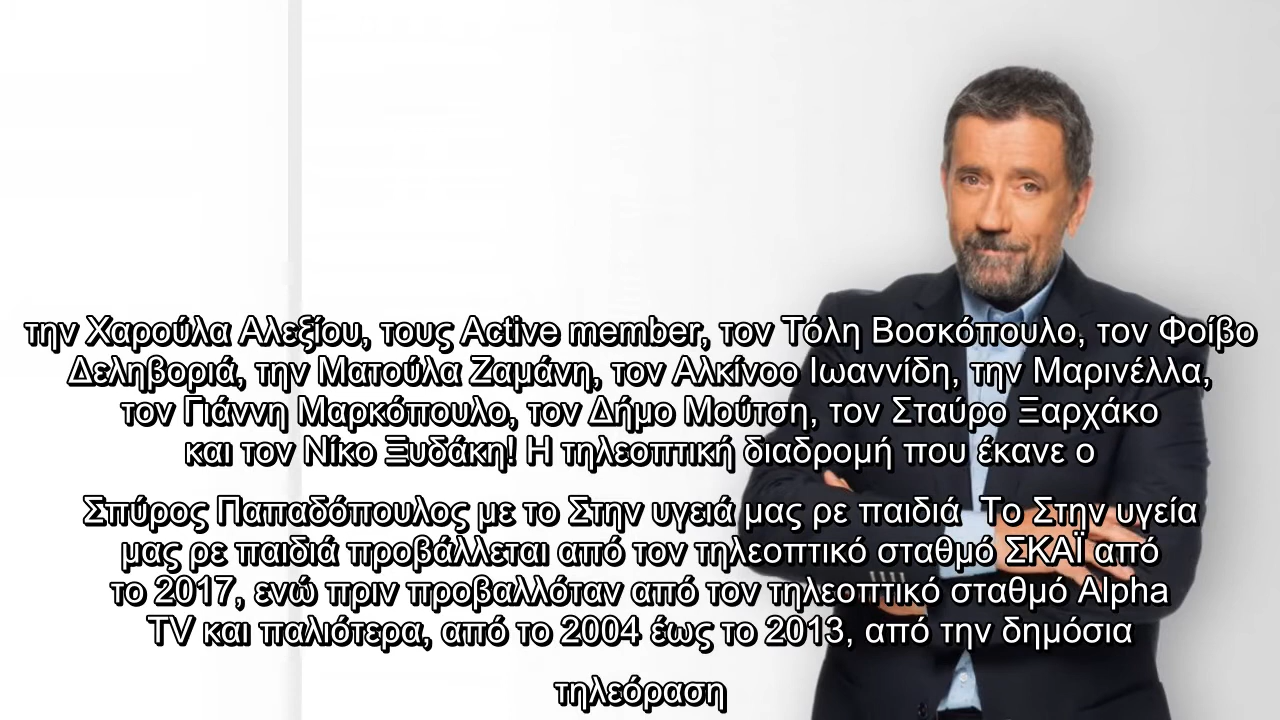 την Χαρούλα Αλεξίου, τους Active member, τον Τόλη Βοσκόπουλο, τον Φοίβο
Δεληβοριά, την Ματούλα Ζαμάνη, τον Αλκίνοο Ιωαννίδη, την Μαρινέλλα,
τον Γιάννη Μαρκόπουλο, τον Δήμο Μούτση, τον Σταύρο Ξαρχάκο
και τον Νίκο Ξυδάκη! Η τηλεοπτική διαδρομή που έκανε ο
Σπύρος Παπαδόπουλος με το Στην υγειά μας ρε παιδιά  Το Στην υγεία
μας ρε παιδιά προβάλλεται από τον τηλεοπτικό σταθμό ΣΚΑΪ από
το 2017, ενώ πριν προβαλλόταν από τον τηλεοπτικό σταθμό Alpha
TV και παλιότερα, από το 2004 έως το 2013, από την δημόσια
τηλεόραση